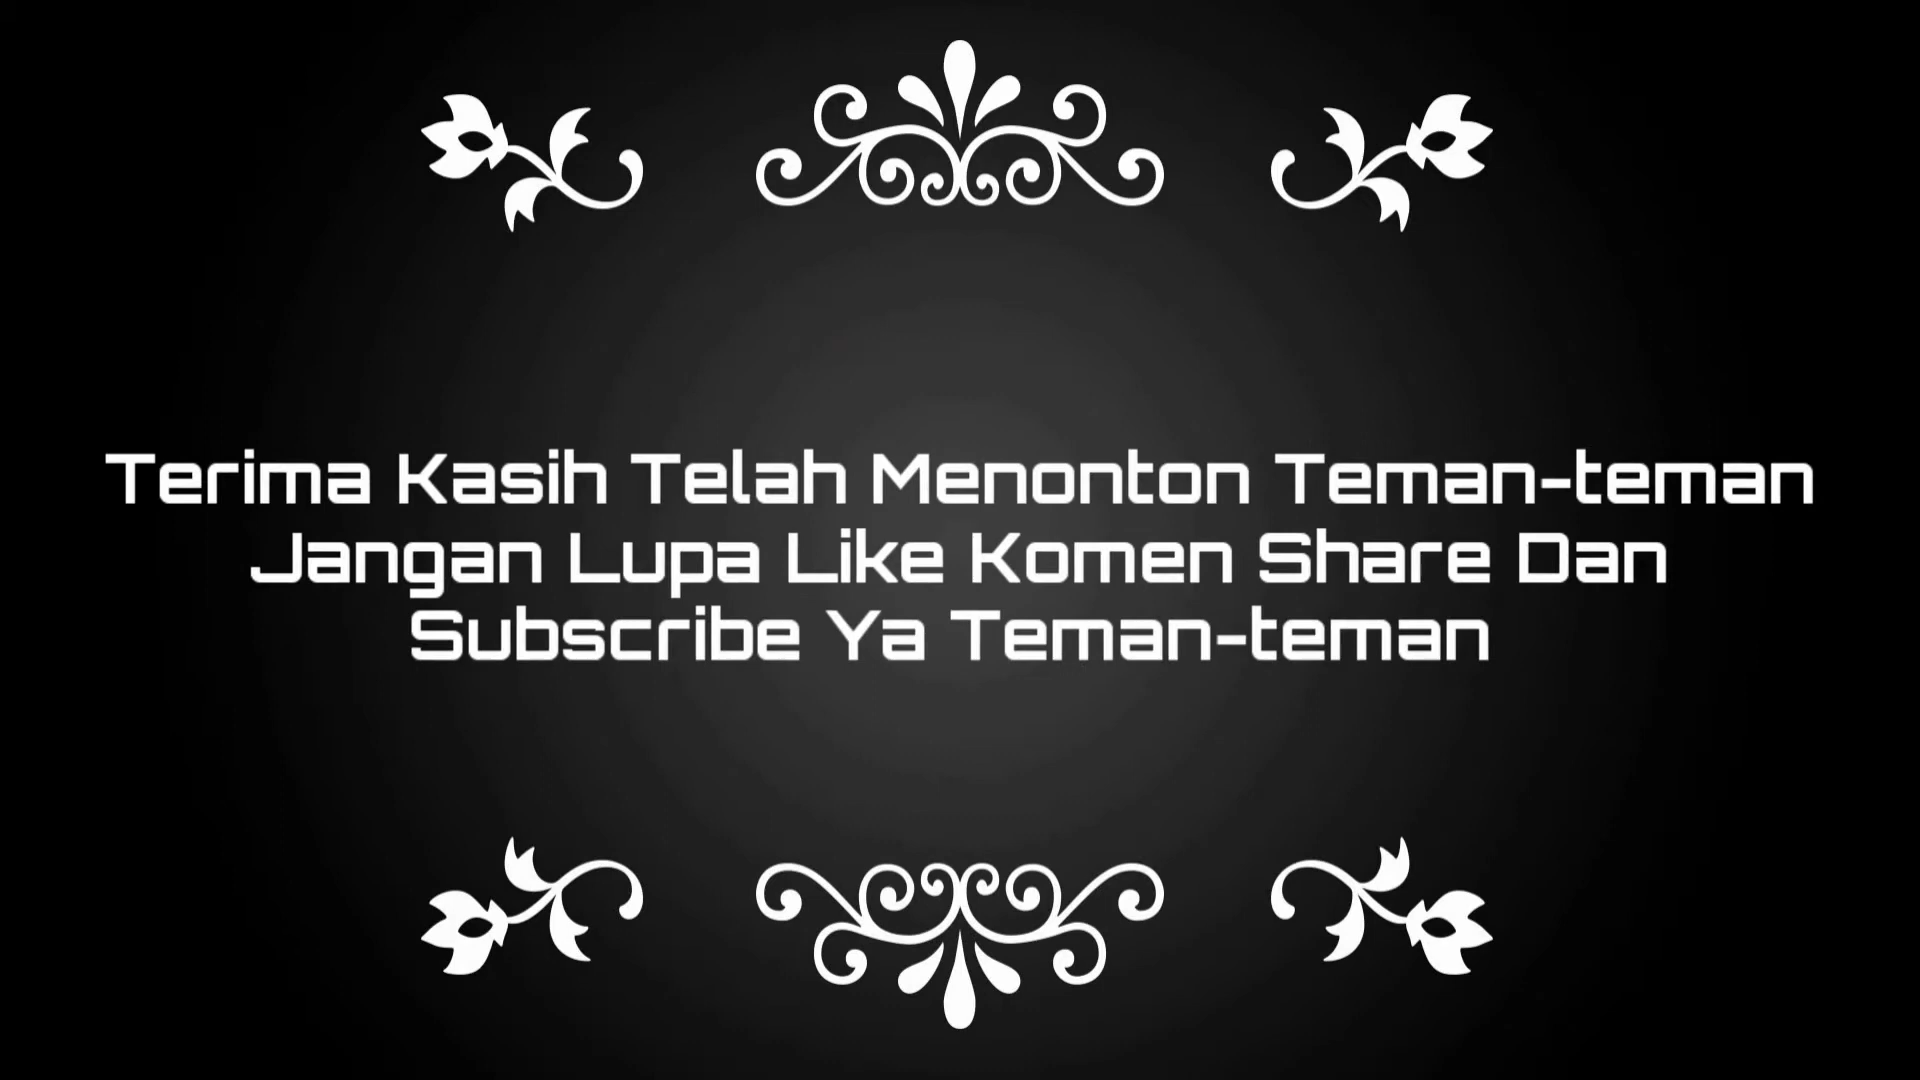 Terima Kasih Telah Menonton Teman-teman
Jangan Lupa Like Komen Share Dan
Subscribe Ya Teman-teman